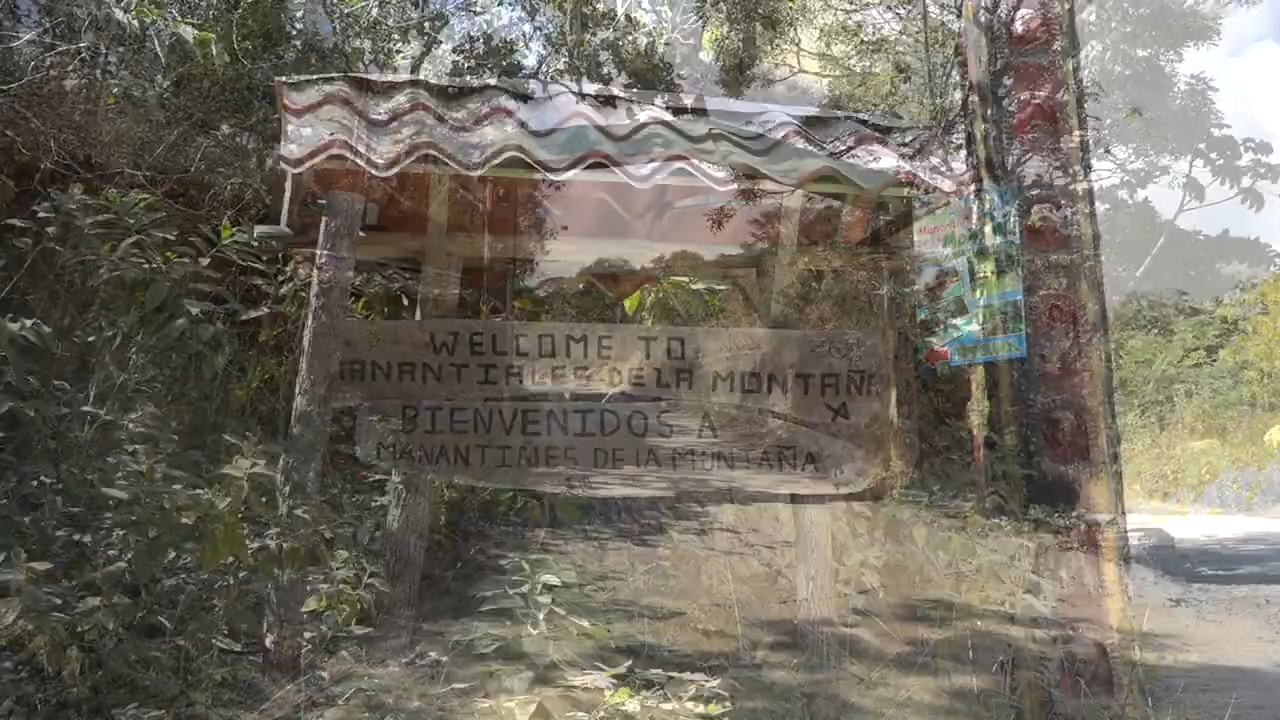 WELCOME TO
MANANTIALES DE LA MONTAÑA
BIENVENIDOS A
MANANTIALES DE LA MONTAÑA